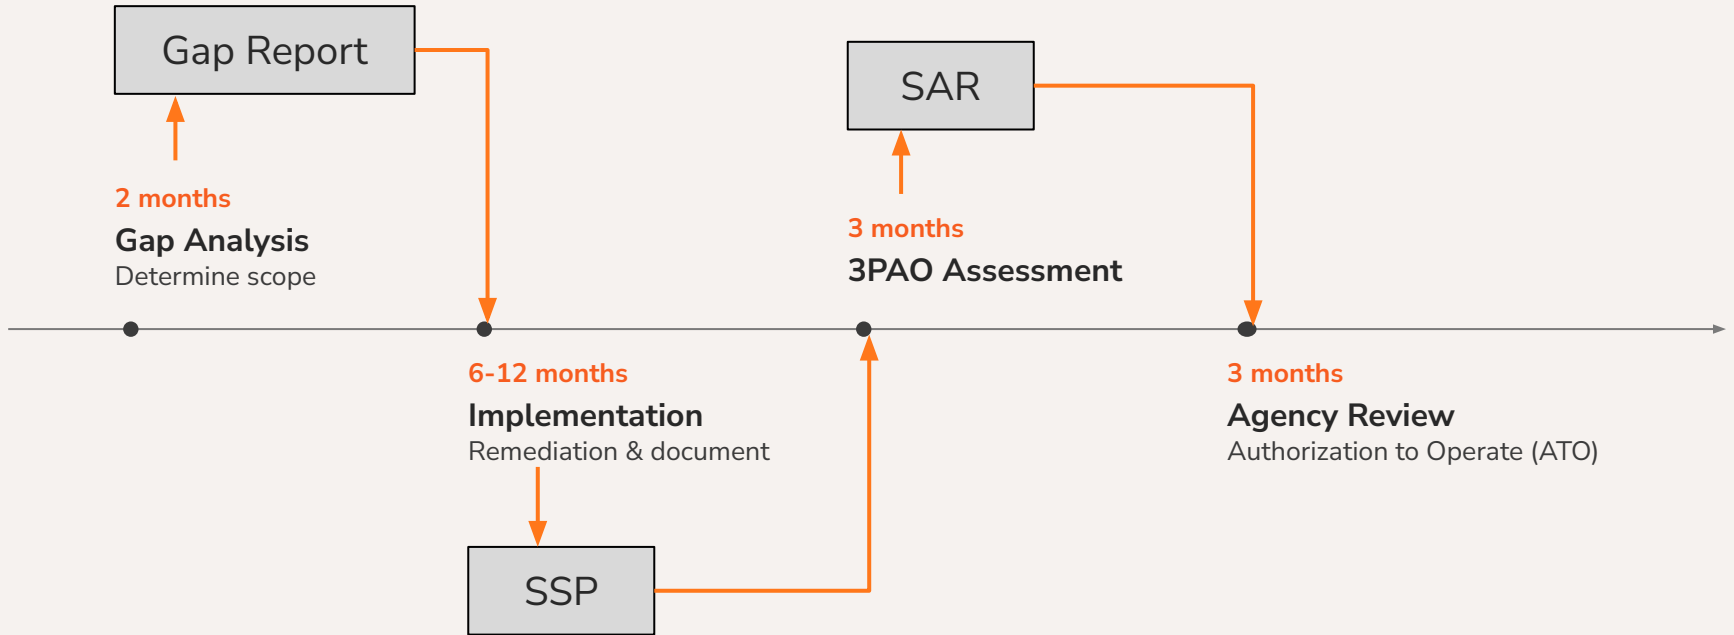 Gap Report
2 months
Gap Analysis
Determine scope
6-12 months
Implementation
Remediation & document
SSP
SAR
3 months
3PAO Assessment
3 months
Agency Review
Authorization to Operate (ATO)